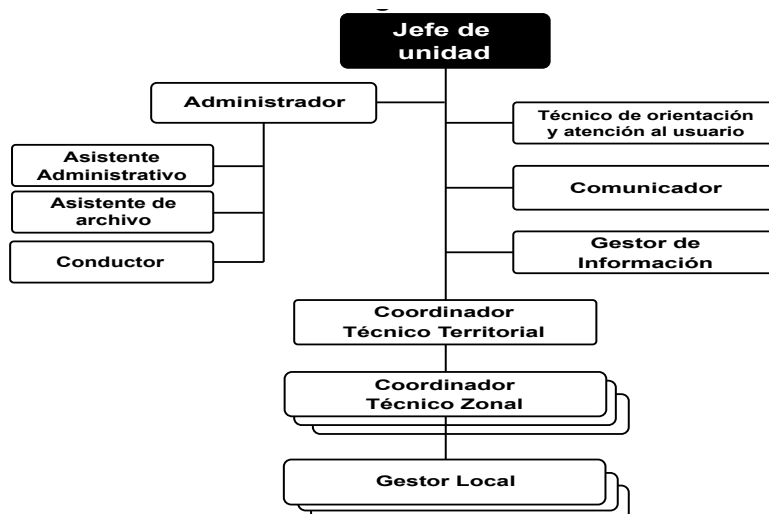 Jefe de
unidad
Administrador
Técnico de orientación
y atención al usuario
Asistente
Administrativo
Comunicador
Asistente de
archivo
Conductor
Gestor de
Información
Coordinador
Técnico Territorial
Coordinador
Técnico Zonal
Gestor Local